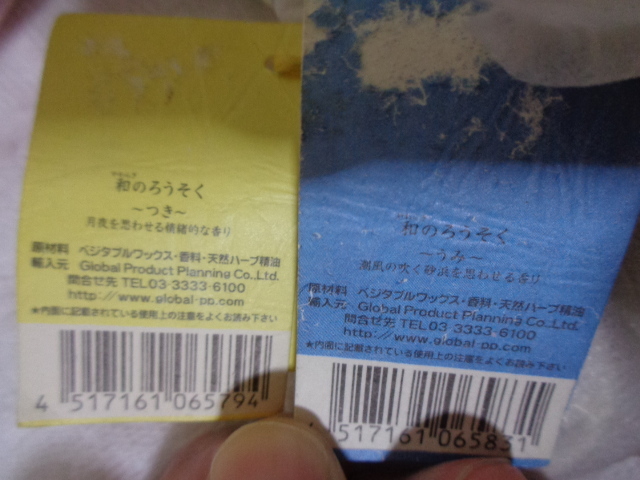 和のろうそく
～つき～
月夜を思わせる情緒的な香り
原材料 ベジタブルワックス・香料・天然ハーブ精油
輸入元 Global Product Planning Co.,Ltd.
問合せ先 TEL03-3333-6100
http://www.global-pp.com
★内面に記載されている使用上の注意をよくお読み下さい
4 517161 065794
和のろうそく
～うみ～
潮風の吹く砂浜を思わせる香り
原材料 ベジタブルワックス・香料・天然ハーブ精油
輸入元 Global Product Planning Co.,Ltd.
問合せ先 TEL03-3333-6100
http://www.global-pp.com
★内面に記載されている使用上の注意をよくお読み下さい
517161 065831